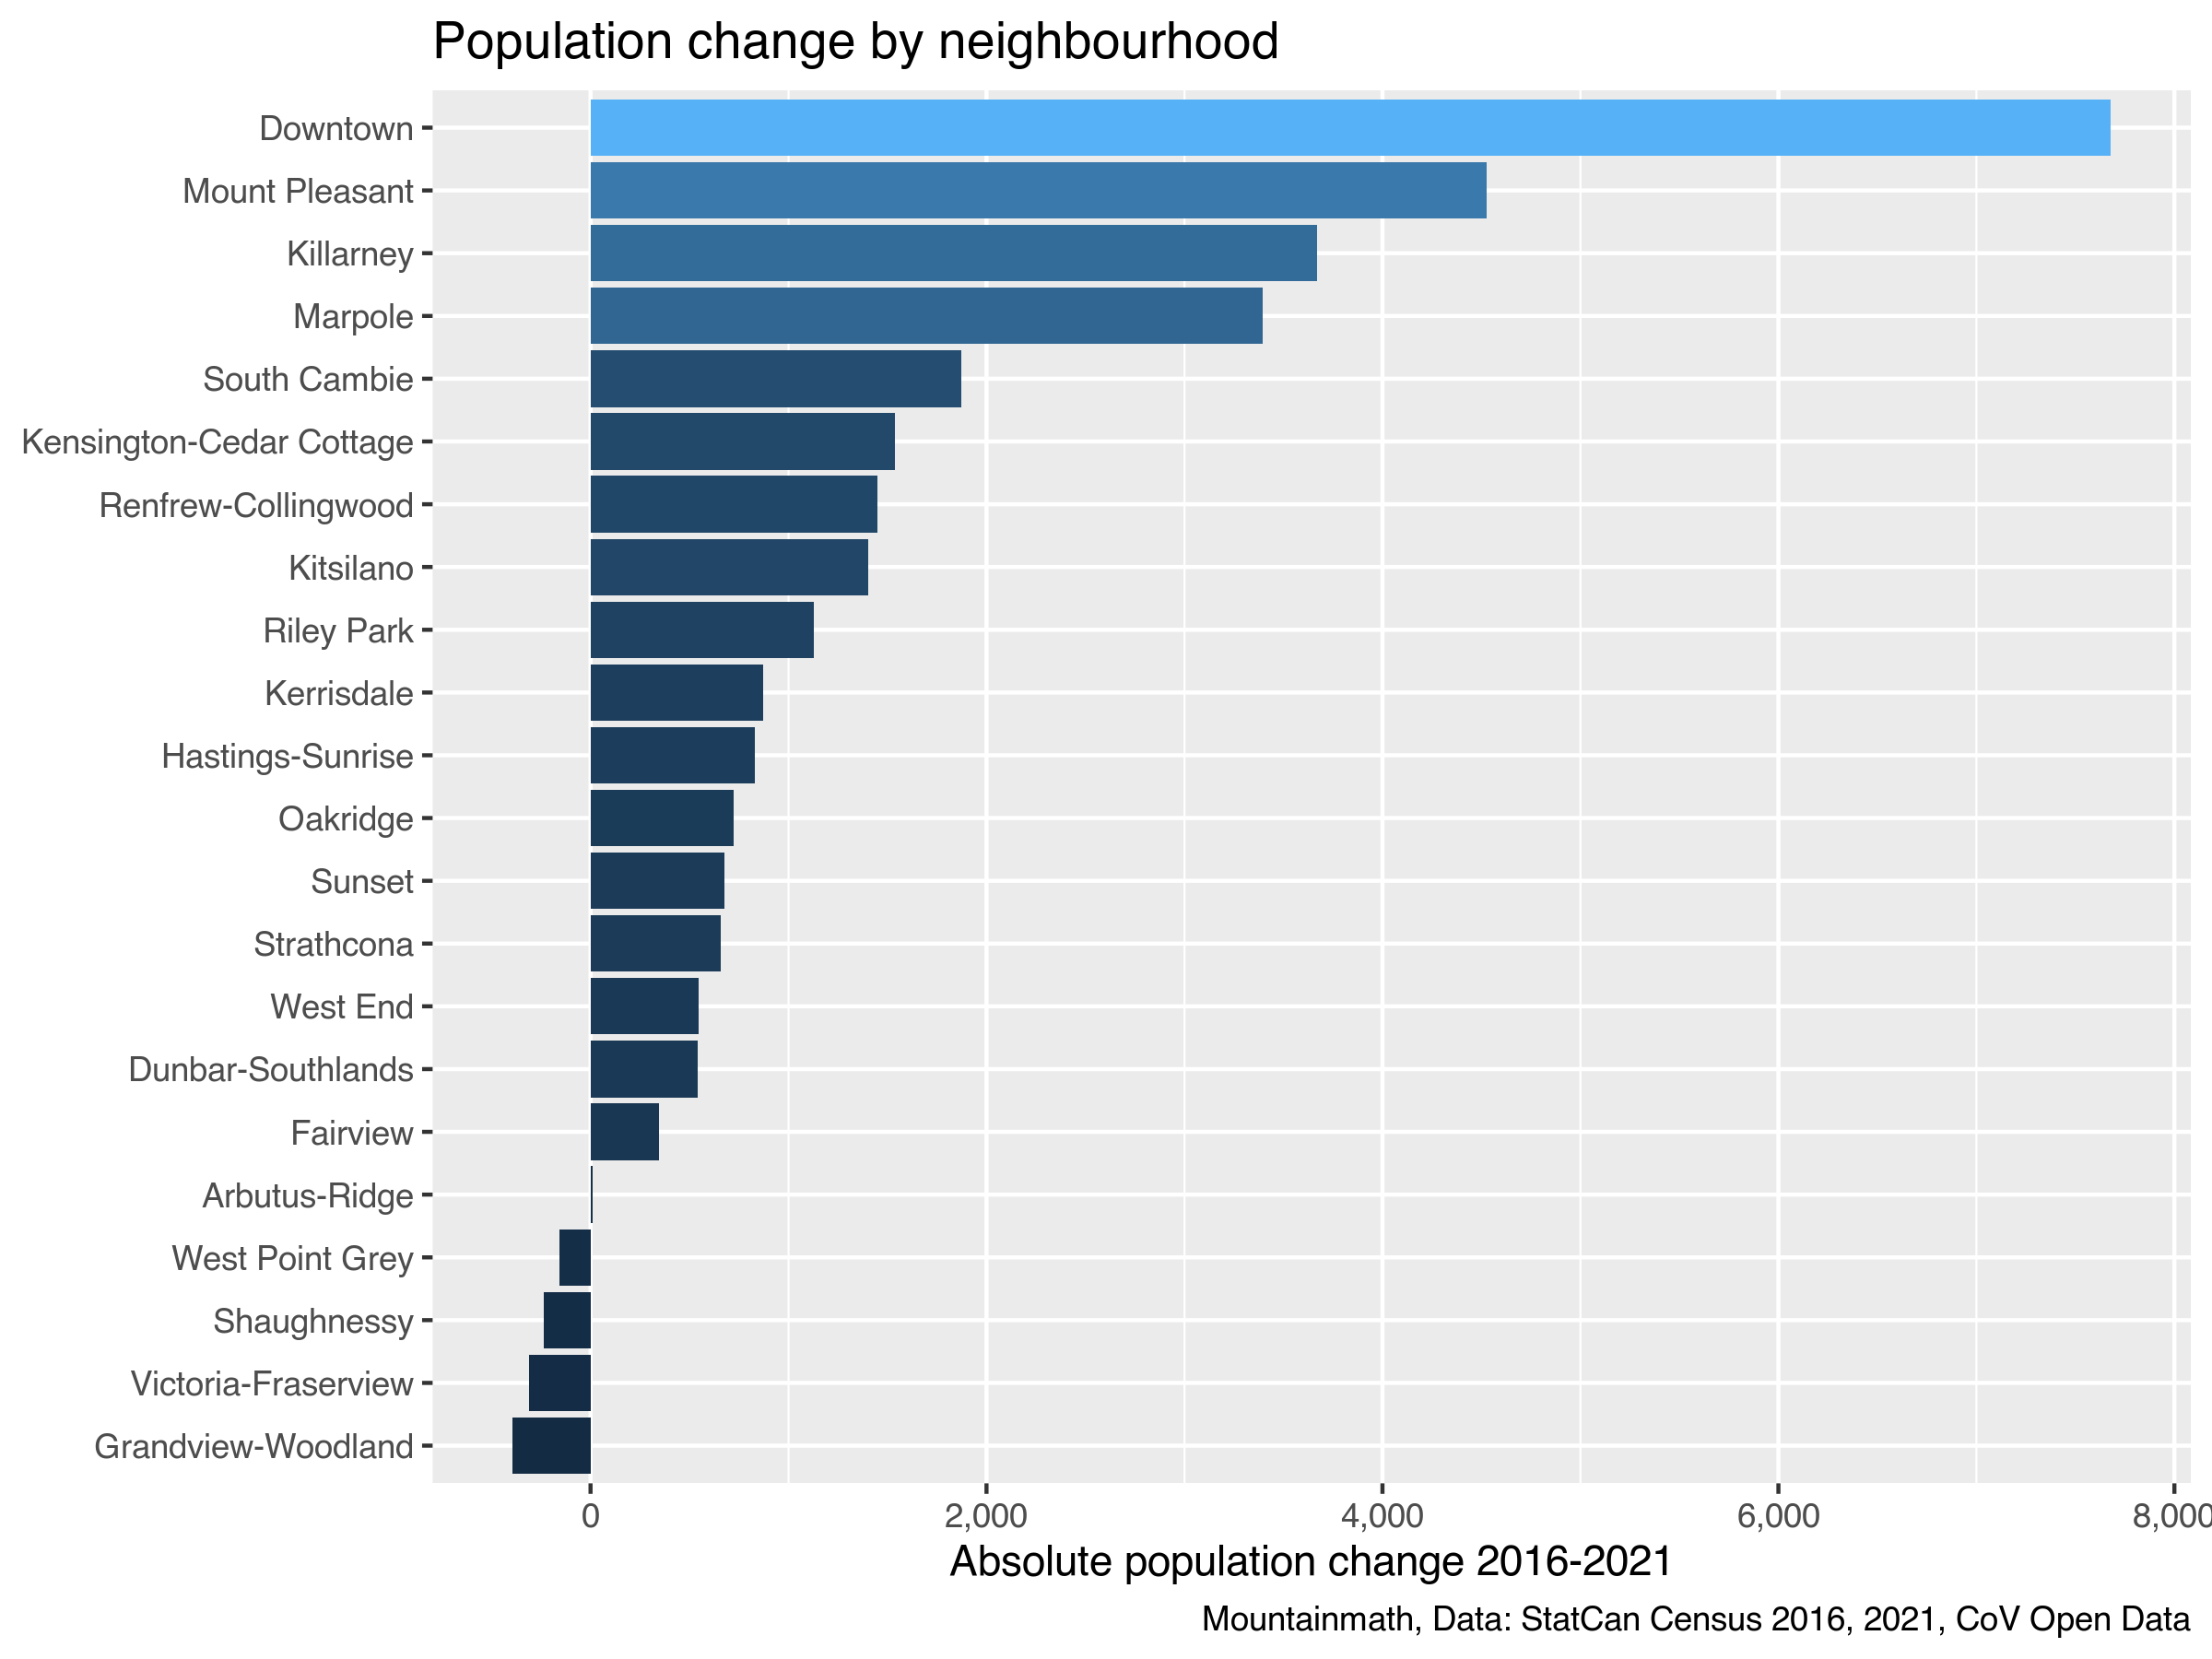 Population change by neighbourhood
Downtown
Mount Pleasant
Killarney
Marpole
South Cambie
Kensington-Cedar Cottage
Renfrew-Collingwood
Kitsilano
Riley Park
Kerrisdale
Hastings-Sunrise
Oakridge
Sunset
Strathcona
West End
Dunbar-Southlands
Fairview
Arbutus-Ridge
West Point Grey
Shaughnessy
Victoria-Fraserview
Grandview-Woodland
0 2,000 4,000 6,000 8,000
Absolute population change 2016-2021
Mountainmath, Data: StatCan Census 2016, 2021, CoV Open Data